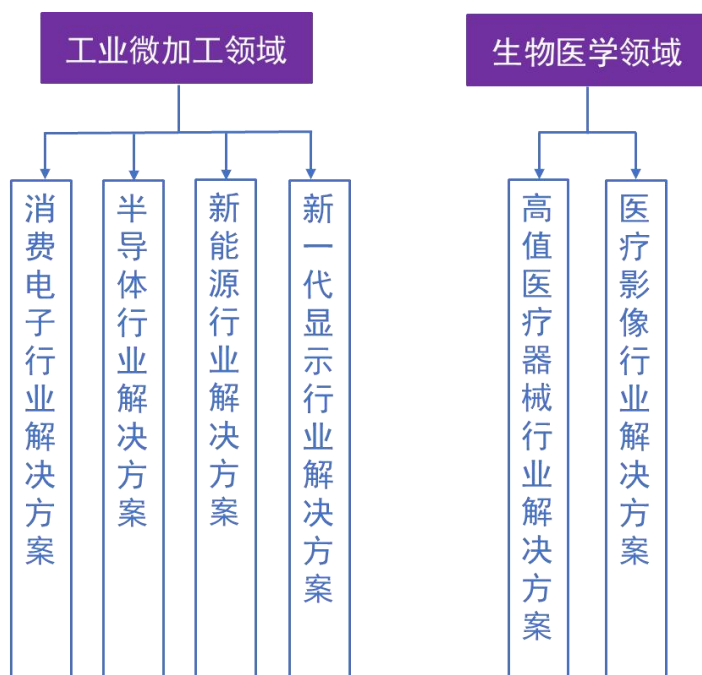 工业微加工领域
生物医学领域
消费电子行业解决方案
半导体行业解决方案
新能源行业解决方案
新一代显示行业解决方案
高值医疗器械行业解决方案
医疗影像行业解决方案